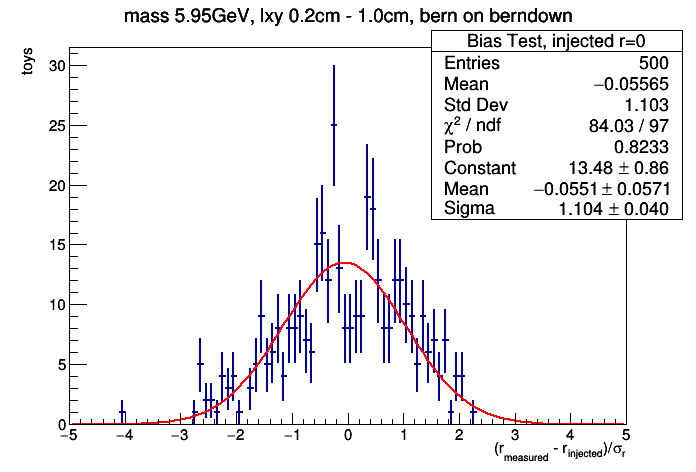 mass 5.95GeV, lxy 0.2cm - 1.0cm, bern on berndown
Bias Test, injected r=0
Entries 500
Mean −0.05565
Std Dev 1.103
χ² / ndf 84.03 / 97
Prob 0.8233
Constant 13.48 ± 0.86
Mean −0.0551 ± 0.0571
Sigma 1.104 ± 0.040
toys
30
25
20
15
10
5
0
−5 −4 −3 −2 −1 0 1 2 3 4 5
(r_measured - r_injected)/σ_r